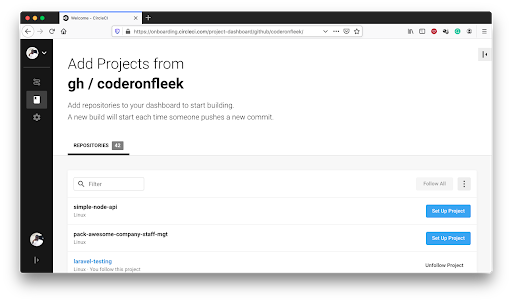 Welcome - CircleCI
https://onboarding.circleci.com/project-dashboard/github/coderonfleek/
Add Projects from
gh / coderonfleek
Add repositories to your dashboard to start building.
A new build will start each time someone pushes a new commit.
REPOSITORIES 43
Filter
Follow All
simple-node-api
Linux
Set Up Project
pack-awesome-company-staff-mgt
Linux
Set Up Project
laravel-testing
Linux · You follow this project
Unfollow Project